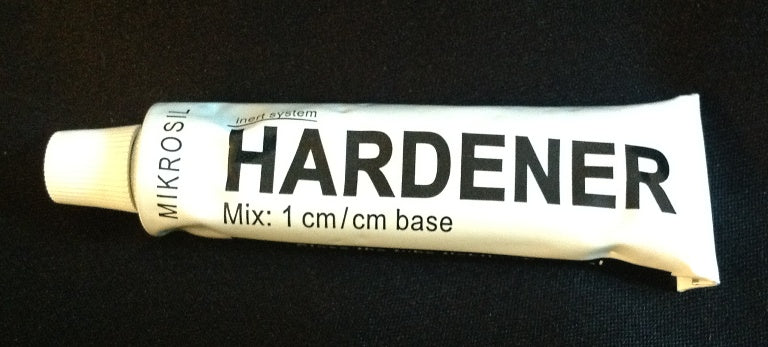 MIKROSIL
inert system
HARDENER
Mix: 1 cm/cm base